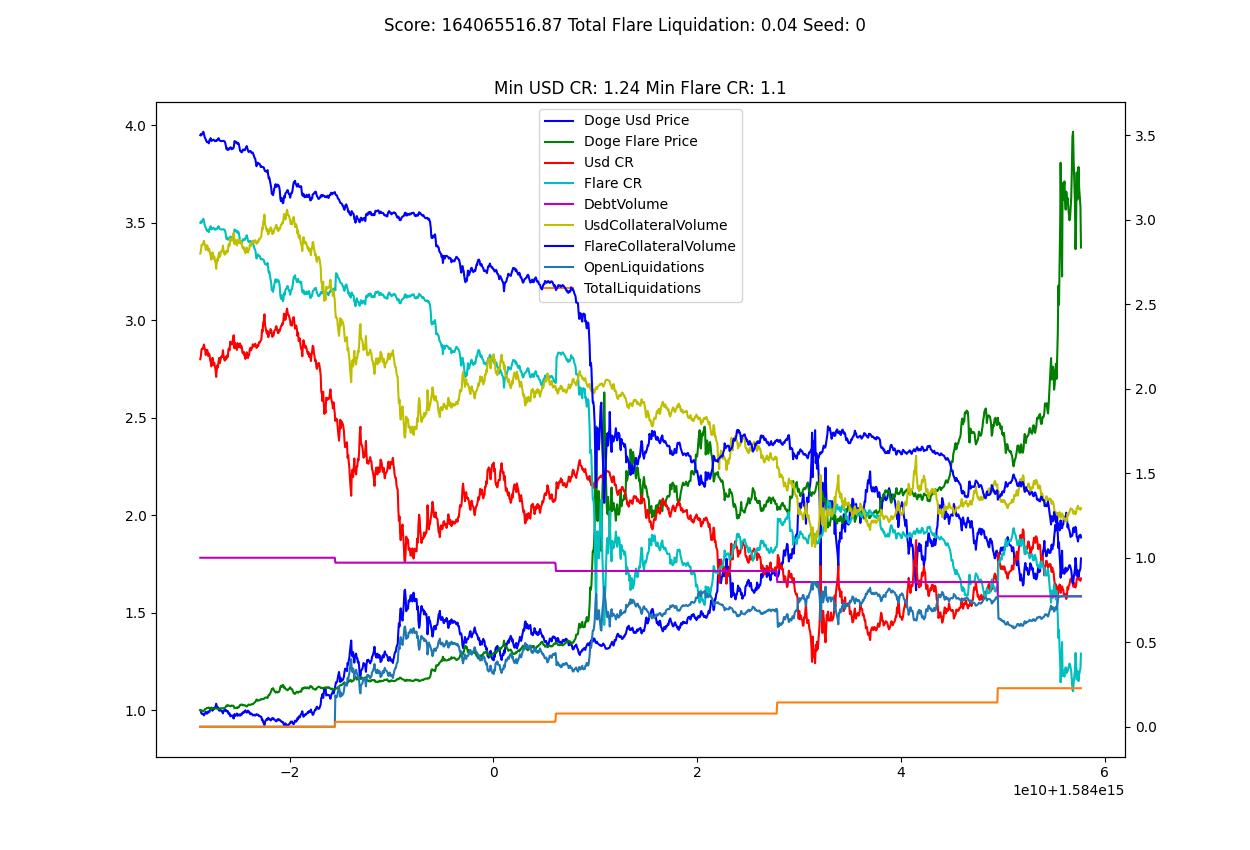 Score: 164065516.87 Total Flare Liquidation: 0.04 Seed: 0
Min USD CR: 1.24 Min Flare CR: 1.1
4.0
3.5
3.0
2.5
2.0
1.5
1.0
Doge Usd Price
Doge Flare Price
Usd CR
Flare CR
DebtVolume
UsdCollateralVolume
FlareCollateralVolume
OpenLiquidations
TotalLiquidations
3.5
3.0
2.5
2.0
1.5
1.0
0.5
0.0
−2 0 2 4 6
1e10+1.584e15